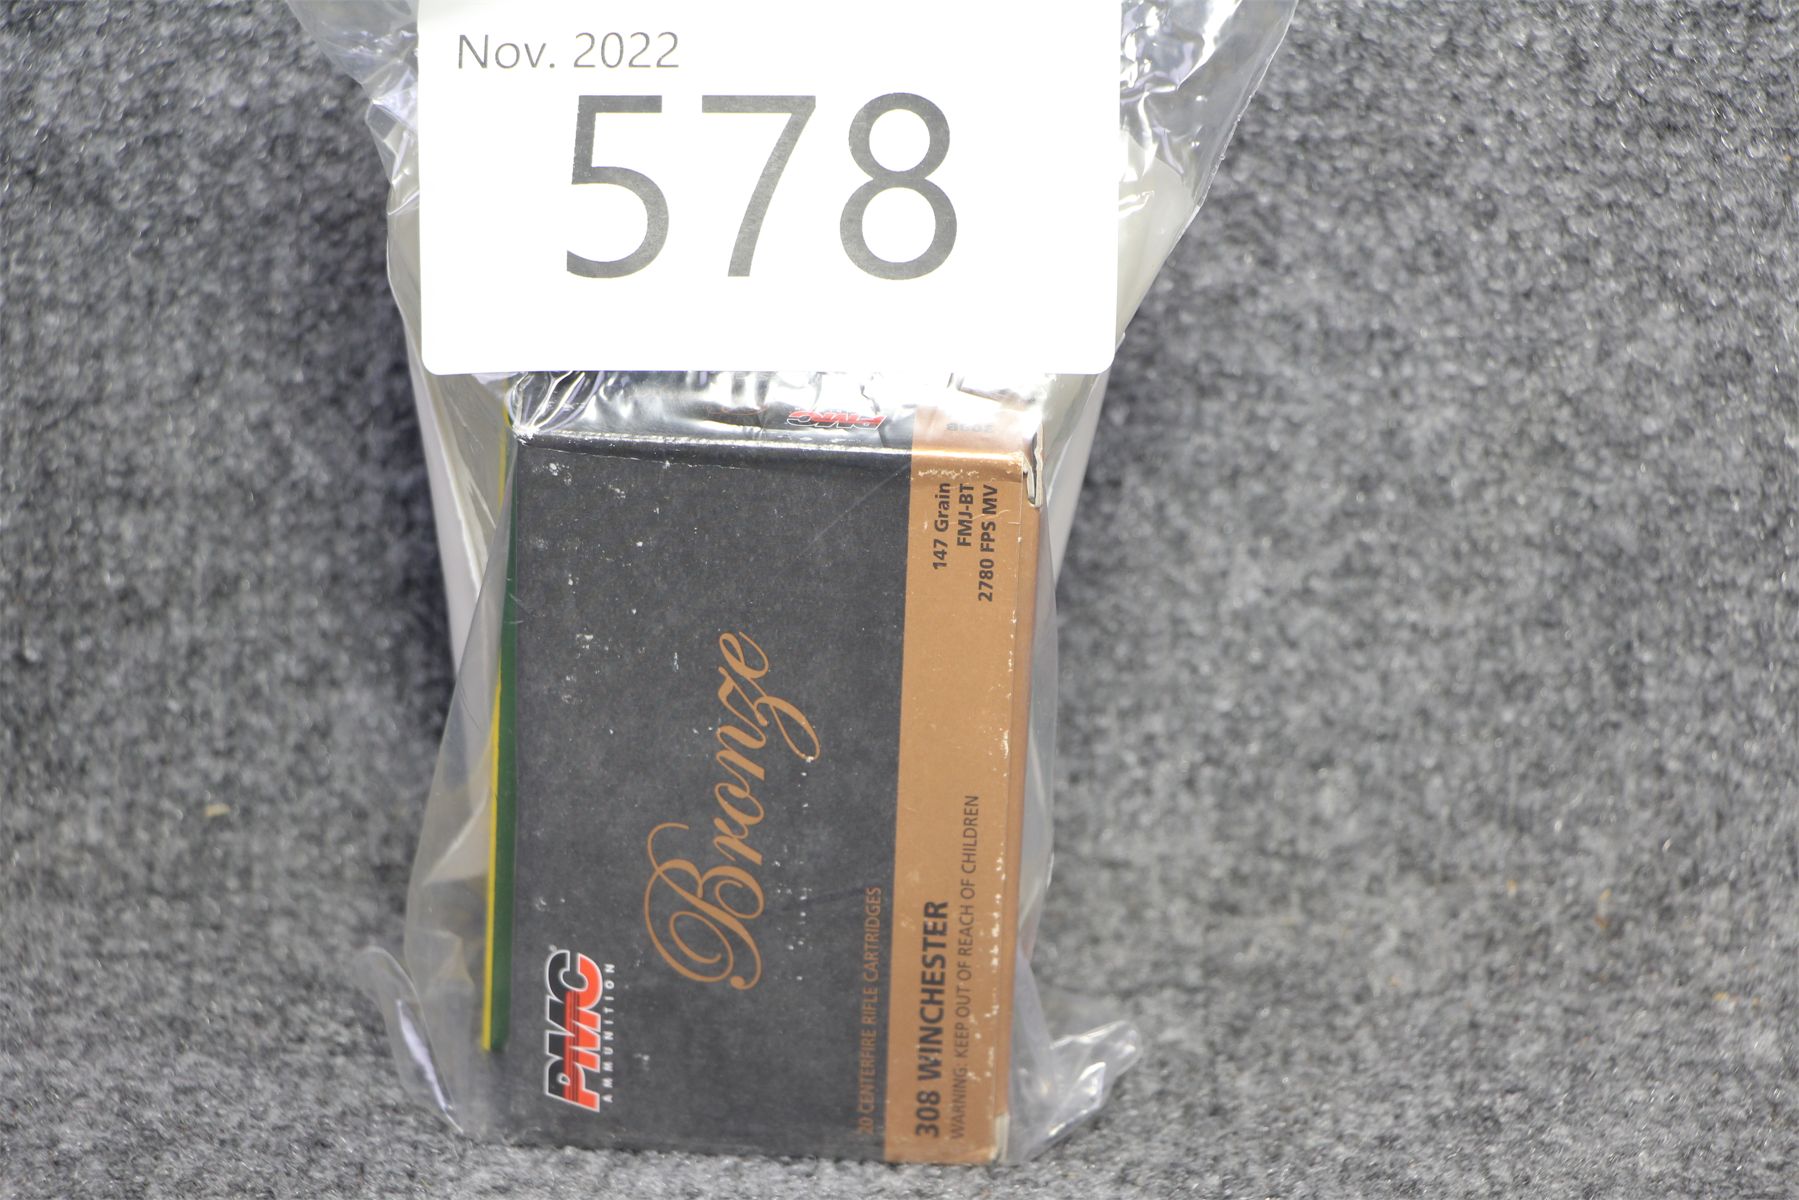 Nov. 2022
578
PMC
PMC
AMMUNITION
Bronze
20 CENTERFIRE RIFLE CARTRIDGES
147 Grain
FMJ-BT
2780 FPS MV
308 WINCHESTER
WARNING: KEEP OUT OF REACH OF CHILDREN